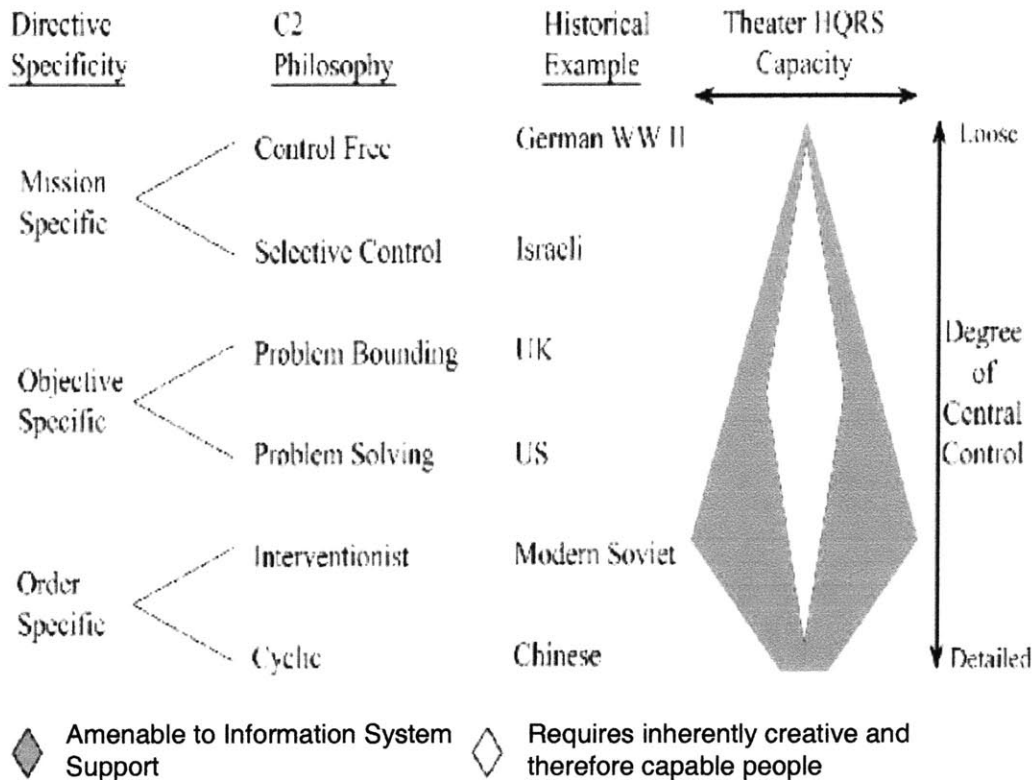 Directive Specificity
C2 Philosophy
Historical Example
Theater HQRS Capacity
Mission Specific
Control Free
German WW II
Loose
Selective Control
Israeli
Objective Specific
Problem Bounding
UK
Degree of Central Control
Problem Solving
US
Order Specific
Interventionist
Modern Soviet
Cyclic
Chinese
Detailed
Amenable to Information System Support
Requires inherently creative and therefore capable people